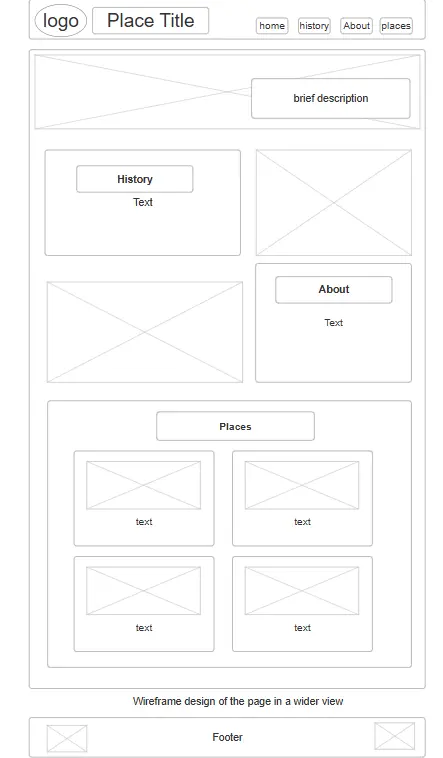 logo Place Title home history About places
brief description
History
Text
About
Text
Places
text text
text text
Wireframe design of the page in a wider view
Footer